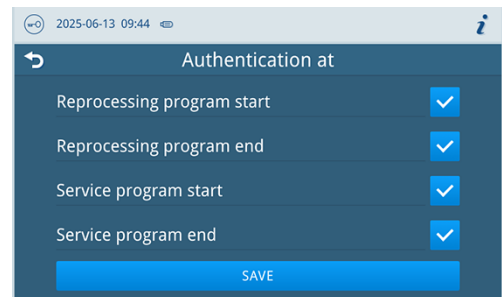 2025-06-13 09:44
i
Authentication at
Reprocessing program start
Reprocessing program end
Service program start
Service program end
SAVE